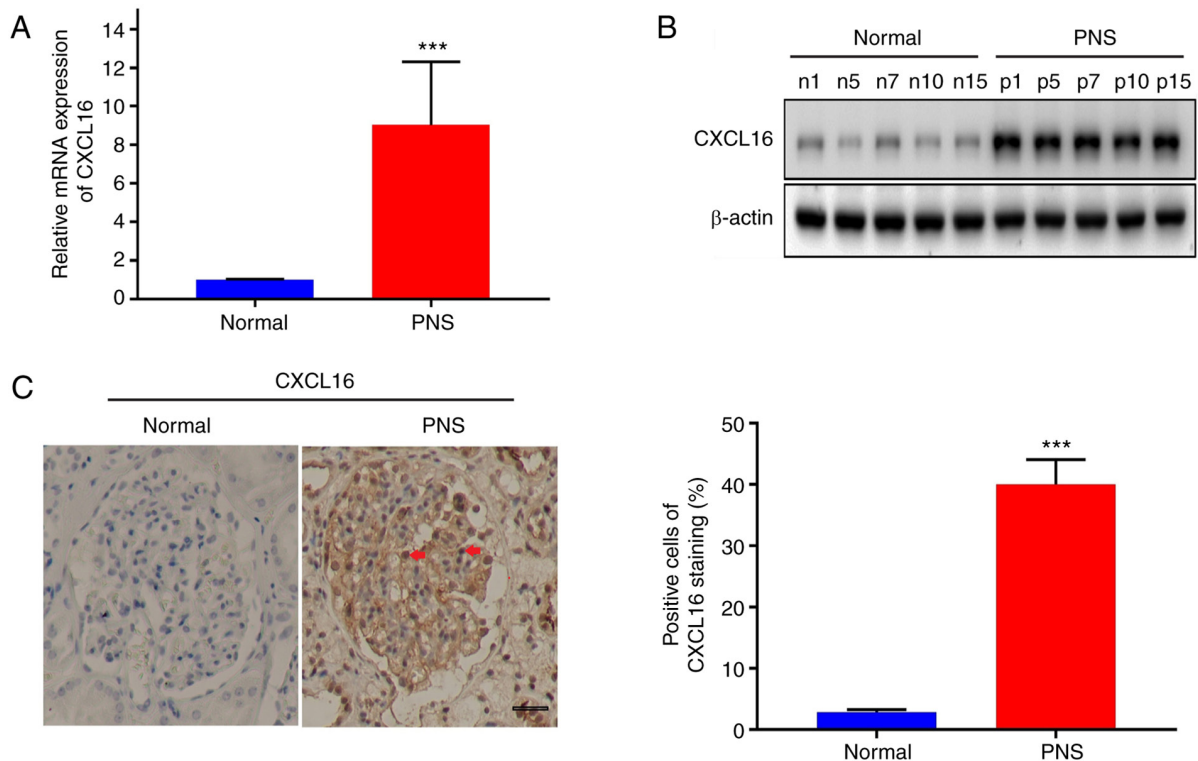 A
Relative mRNA expression
of CXCL16
14
12
10
8
6
4
2
0
***
Normal
PNS
B
Normal PNS
n1 n5 n7 n10 n15 p1 p5 p7 p10 p15
CXCL16
β-actin
C
CXCL16
Normal PNS
Positive cells of
CXCL16 staining (%)
50
40
30
20
10
0
***
Normal
PNS